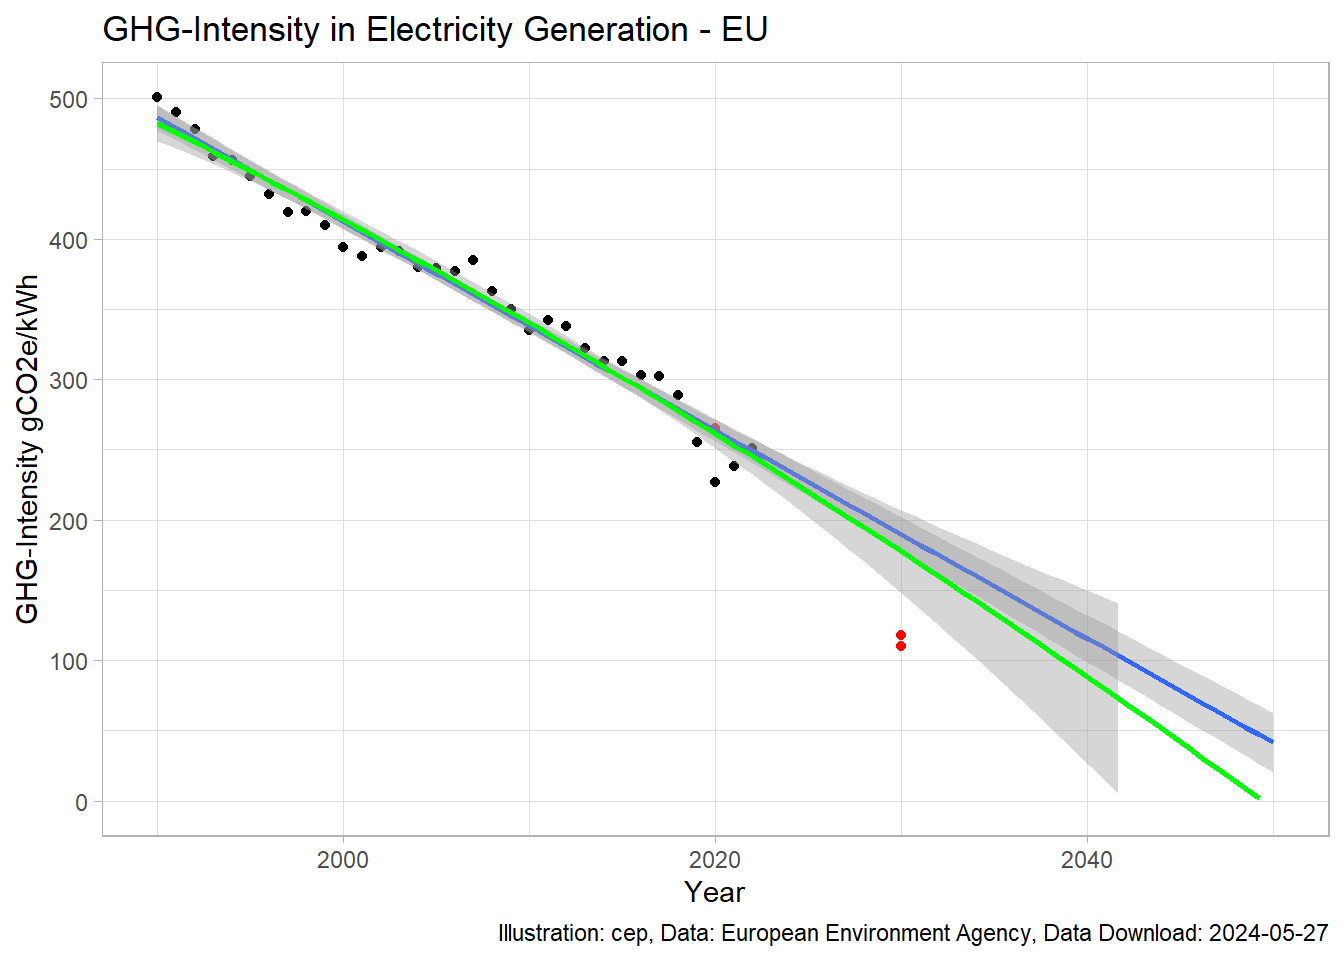 GHG-Intensity in Electricity Generation - EU
GHG-Intensity gCO2e/kWh
500
400
300
200
100
0
2000 2020 2040
Year
Illustration: cep, Data: European Environment Agency, Data Download: 2024-05-27